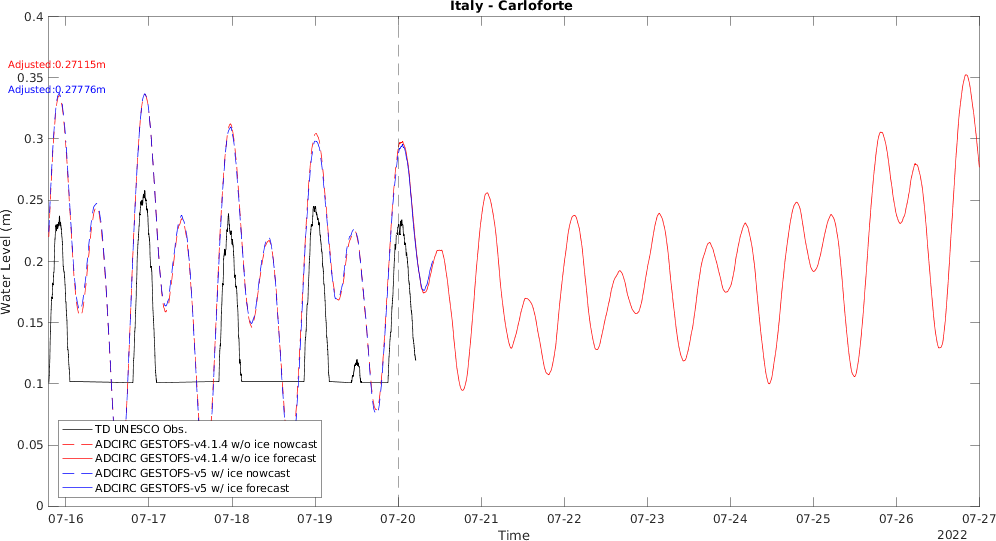 Italy - Carloforte
Adjusted:0.27115m
Adjusted:0.27776m
0.4
0.35
0.3
0.25
0.2
0.15
0.1
0.05
0
Water Level (m)
TD UNESCO Obs.
ADCIRC GESTOFS-v4.1.4 w/o ice nowcast
ADCIRC GESTOFS-v4.1.4 w/o ice forecast
ADCIRC GESTOFS-v5 w/ ice nowcast
ADCIRC GESTOFS-v5 w/ ice forecast
07-16 07-17 07-18 07-19 07-20 07-21 07-22 07-23 07-24 07-25 07-26 07-27
Time
2022